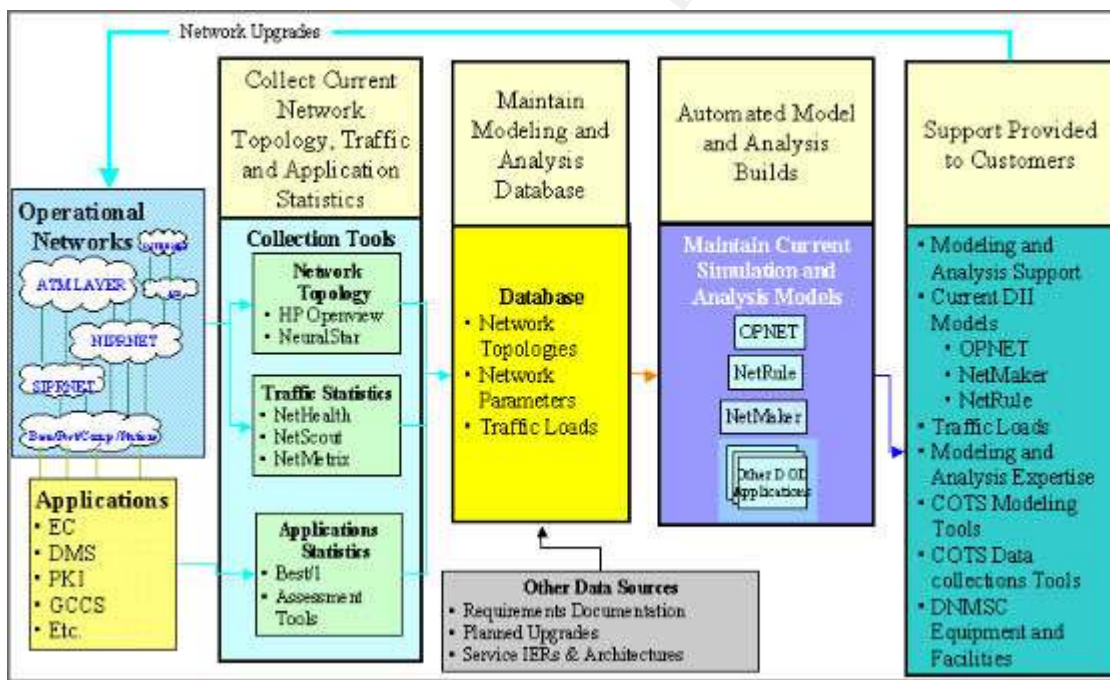 Network Upgrades
Collect Current
Network
Topology, Traffic
and Application
Statistics
Maintain
Modeling and
Analysis
Database
Automated Model
and Analysis
Builds
Support Provided
to Customers
Operational
Networks
ATM LAYER
NIPRNET
SIPRNET
Base/Post/Camp/Stations
Applications
• EC
• DMS
• PKI
• GCCS
• Etc.
Collection Tools
Network
Topology
• HP Openview
• NeuralStar
Traffic Statistics
• NetHealth
• NetScout
• NetMetrix
Applications
Statistics
• Best/1
• Assessment
Tools
Database
• Network
Topologies
• Network
Parameters
• Traffic Loads
Other Data Sources
• Requirements Documentation
• Planned Upgrades
• Service IERs & Architectures
Maintain Current
Simulation and
Analysis Models
OPNET
NetRule
NetMaker
Other D OD
Applications
• Modeling and
Analysis Support
• Current DII
Models
• OPNET
• NetMaker
• NetRule
• Traffic Loads
• Modeling and
Analysis Expertise
• COTS Modeling
Tools
• COTS Data
collections Tools
• DNMSC
Equipment and
Facilities